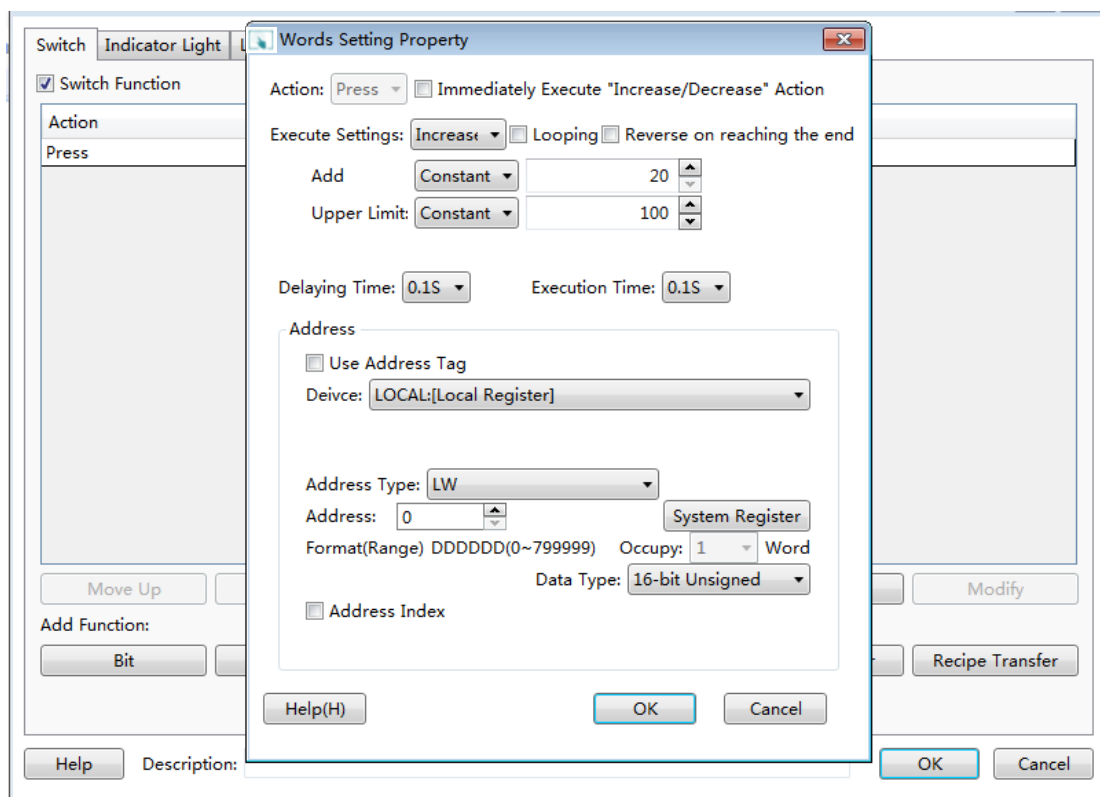 Words Setting Property
Switch Indicator Light L
Switch Function
Action: Press Immediately Execute "Increase/Decrease" Action
Action
Execute Settings: Increase Looping Reverse on reaching the end
Press
Add Constant 20
Upper Limit: Constant 100
Delaying Time: 0.1S Execution Time: 0.1S
Address
Use Address Tag
Deivce: LOCAL:[Local Register]
Address Type: LW
Address: 0 System Register
Format(Range) DDDDDD(0~799999) Occupy: 1 Word
Data Type: 16-bit Unsigned
Move Up Modify
Address Index
Add Function:
Bit Recipe Transfer
Help(H) OK Cancel
Help Description: OK Cancel